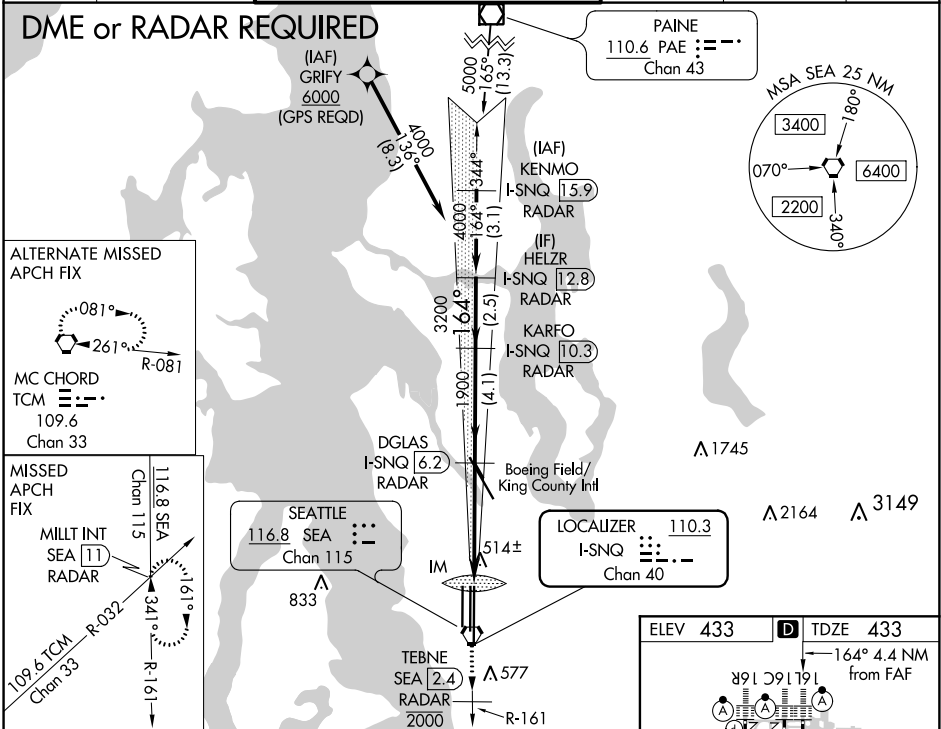 DME or RADAR REQUIRED
(IAF)
GRIFY
6000
(GPS REQD)
4000
136°
(8.3)
5000
165°
(13.3)
PAINE
110.6 PAE
Chan 43
MSA SEA 25 NM
3400
180°
070°
6400
2200
340°
344°
(IAF)
KENMO
I-SNQ 15.9
RADAR
4000
164°
(3.1)
(IF)
HELZR
I-SNQ 12.8
RADAR
3200
164°
(2.5)
KARFO
I-SNQ 10.3
RADAR
1900
(4.1)
DGLAS
I-SNQ 6.2
RADAR
Boeing Field/
King County Intl
ALTERNATE MISSED
APCH FIX
081°
261°
R-081
MC CHORD
TCM
109.6
Chan 33
MISSED
APCH
FIX
116.8 SEA
Chan 115
MILLT INT
SEA 11
RADAR
161°
341°
R-161
109.6 TCM
Chan 33
R-032
SEATTLE
116.8 SEA
Chan 115
833
IM
514±
LOCALIZER 110.3
I-SNQ
Chan 40
1745
2164
3149
TEBNE
SEA 2.4
RADAR
2000
577
R-161
ELEV 433 D TDZE 433
164° 4.4 NM
from FAF
16R
16C
16L
A
A
A